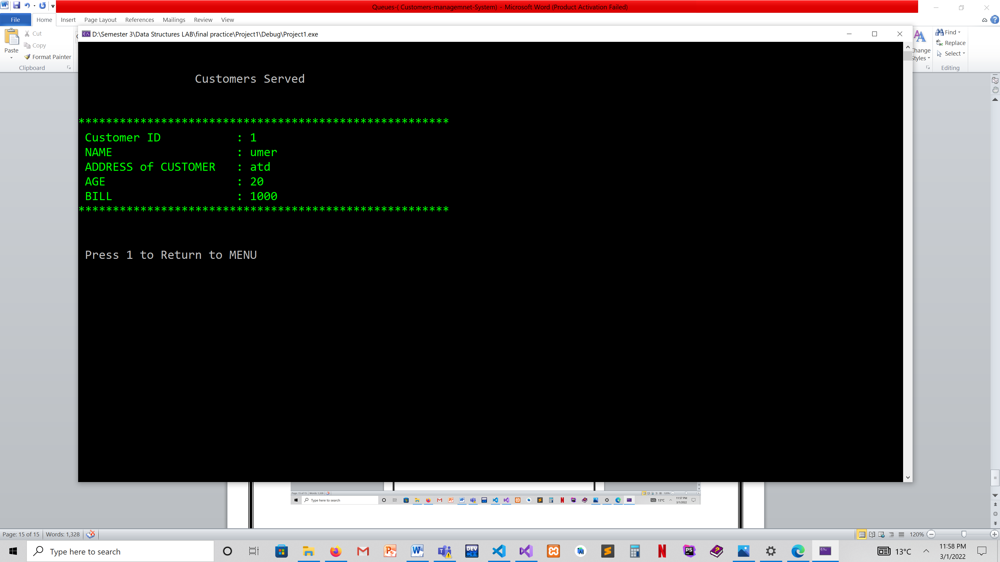 Queues-( Customers-managemnet-System) - Microsoft Word (Product Activation Failed)
File Home Insert Page Layout References Mailings Review View
D:\Semester 3\Data Structures LAB\final practice\Project1\Debug\Project1.exe
Paste
Cut
Copy
Format Painter
Clipboard
Find
Replace
Select
Editing
Customers Served
******************************************************
Customer ID : 1
NAME : umer
ADDRESS of CUSTOMER : atd
AGE : 20
BILL : 1000
******************************************************
Press 1 to Return to MENU
Page: 15 of 15 Words: 1,328 120%
Type here to search 13°C 11:57 PM
3/1/2022
Page: 15 of 15 Words: 1,328 120%
Type here to search 13°C 11:58 PM
3/1/2022